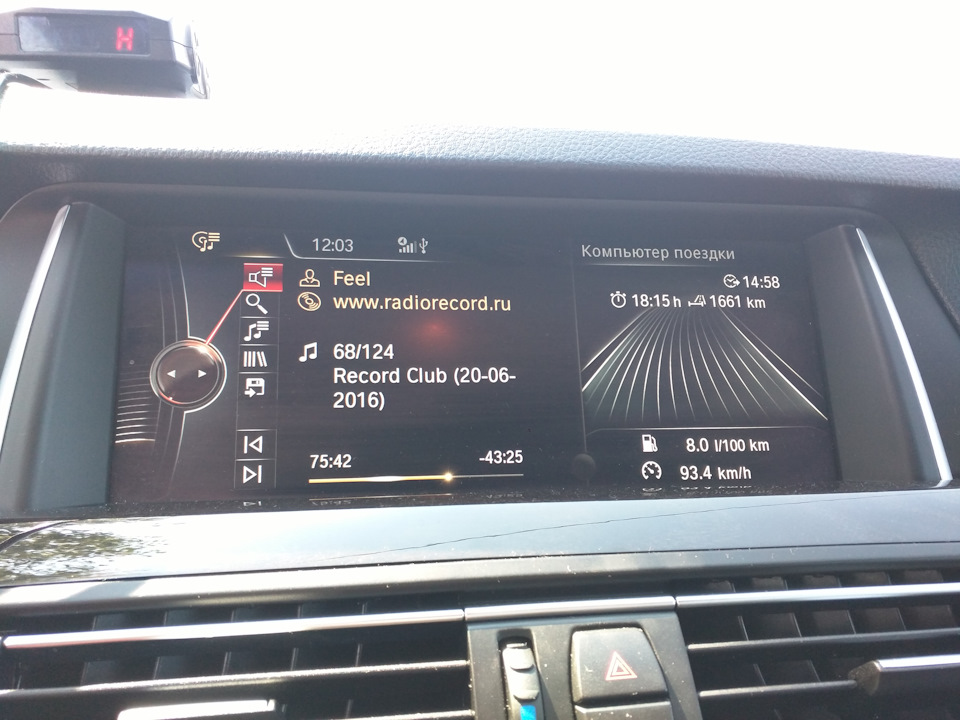 H
12:03
Feel
www.radiorecord.ru
68/124
Record Club (20-06-
2016)
75:42
-43:25
Компьютер поездки
14:58
18:15 h 1661 km
8.0 l/100 km
93.4 km/h